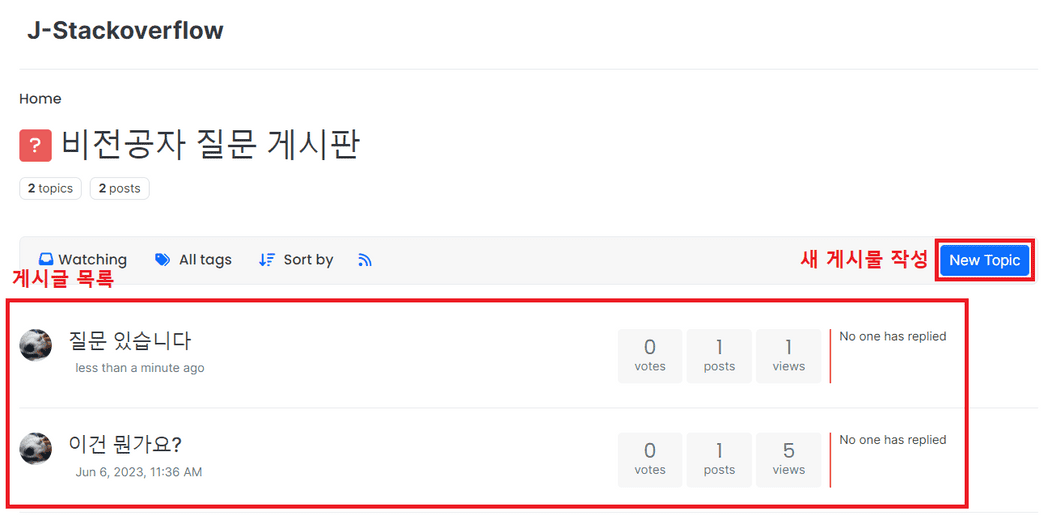 J-Stackoverflow
Home
? 비전공자 질문 게시판
2 topics 2 posts
Watching All tags Sort by 새 게시물 작성 New Topic
게시글 목록
질문 있습니다
less than a minute ago
0 votes 1 posts 1 views No one has replied
이건 뭔가요?
Jun 6, 2023, 11:36 AM
0 votes 1 posts 5 views No one has replied